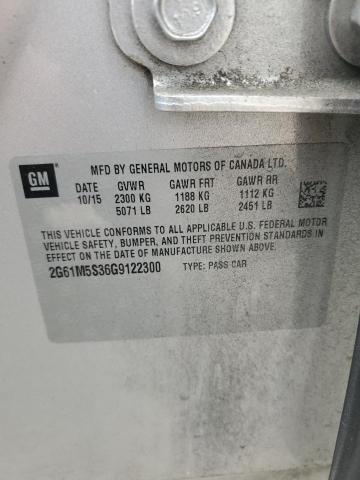 GM
MFD BY GENERAL MOTORS OF CANADA LTD.
DATE GVWR GAWR FRT GAWR RR
10/15 2300 KG 1188 KG 1112 KG
5071 LB 2620 LB 2451 LB
THIS VEHICLE CONFORMS TO ALL APPLICABLE U.S. FEDERAL MOTOR
VEHICLE SAFETY, BUMPER, AND THEFT PREVENTION STANDARDS
IN EFFECT ON THE DATE OF MANUFACTURE SHOWN ABOVE.
2G61M5S36G9122300 TYPE: PASS CAR